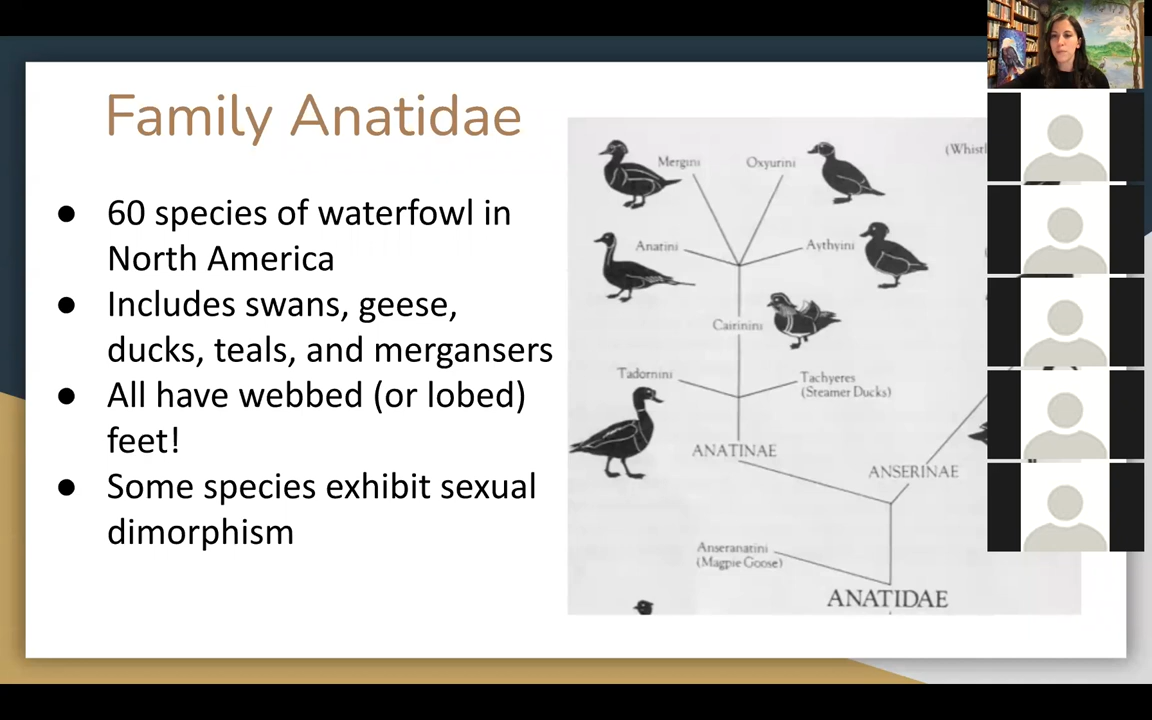 Family Anatidae
● 60 species of waterfowl in
North America
● Includes swans, geese,
ducks, teals, and mergansers
● All have webbed (or lobed)
feet!
● Some species exhibit sexual
dimorphism
Mergini
Oxyurini
Anatini
Aythyini
Cairinini
Tadornini
Tachyeres
(Steamer Ducks)
ANATINAE
ANSERINAE
Anseranatini
(Magpie Goose)
ANATIDAE